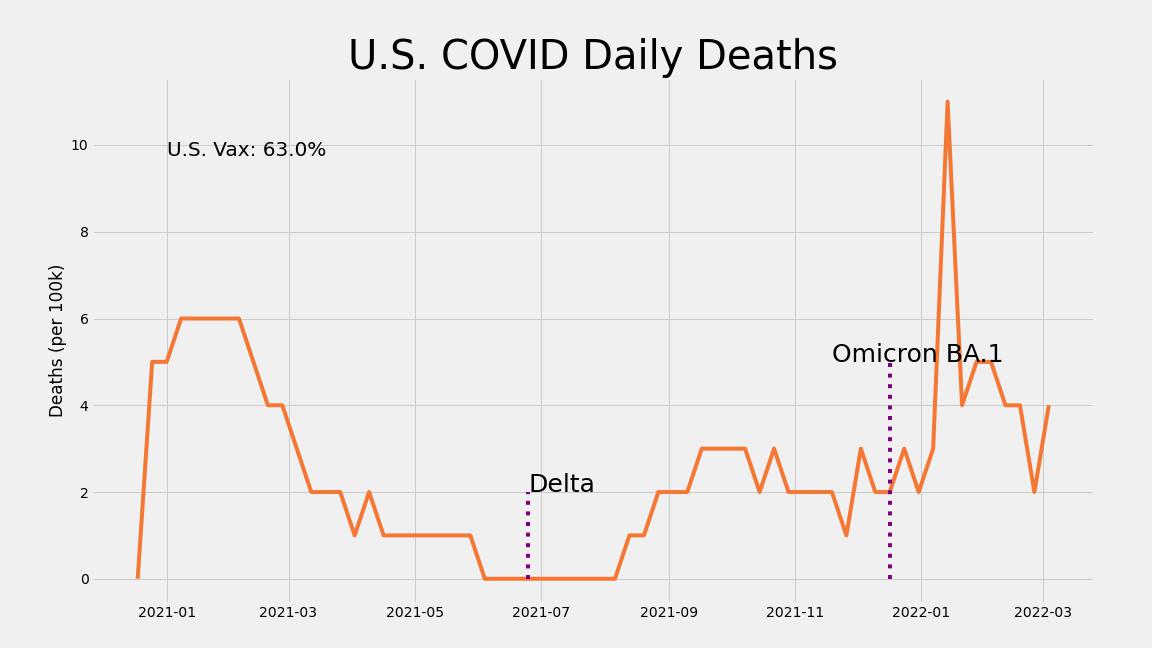 U.S. COVID Daily Deaths
U.S. Vax: 63.0%
Deaths (per 100k)
10
8
6
4
2
0
Omicron BA.1
Delta
2021-01
2021-03
2021-05
2021-07
2021-09
2021-11
2022-01
2022-03